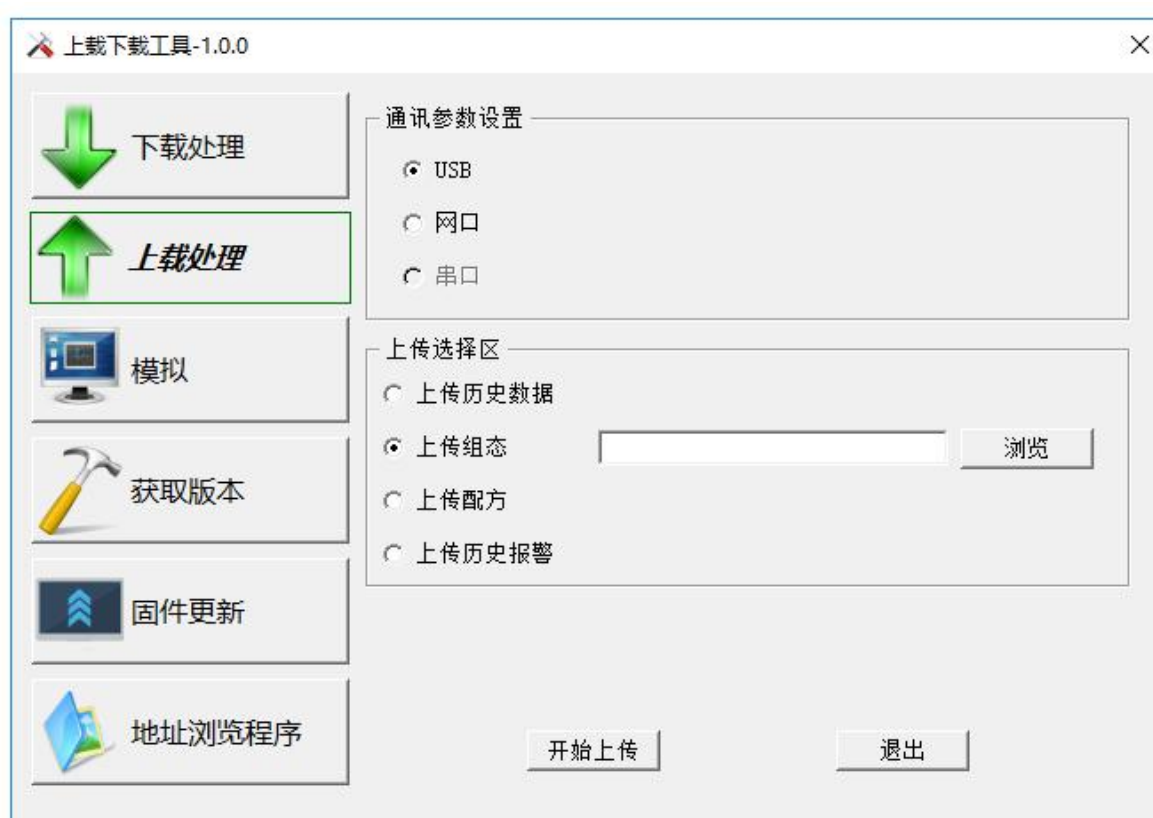 上载下载工具-1.0.0
下载处理
上载处理
模拟
获取版本
固件更新
地址浏览程序
通讯参数设置
USB
网口
串口
上传选择区
上传历史数据
上传组态
浏览
上传配方
上传历史报警
开始上传
退出